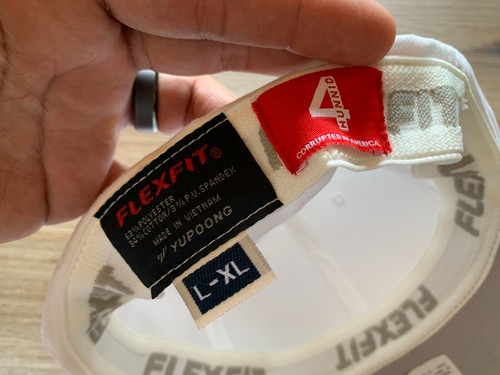 FLEXFIT®
63%POLYESTER
34%COTTON/3% P.U.SPANDEX
MADE IN VIETNAM
YUPOONG
L-XL
4
HUNNID
CORRUPTED IN AMERICA
FLEXFIT
FLEXFIT
FLEXFIT